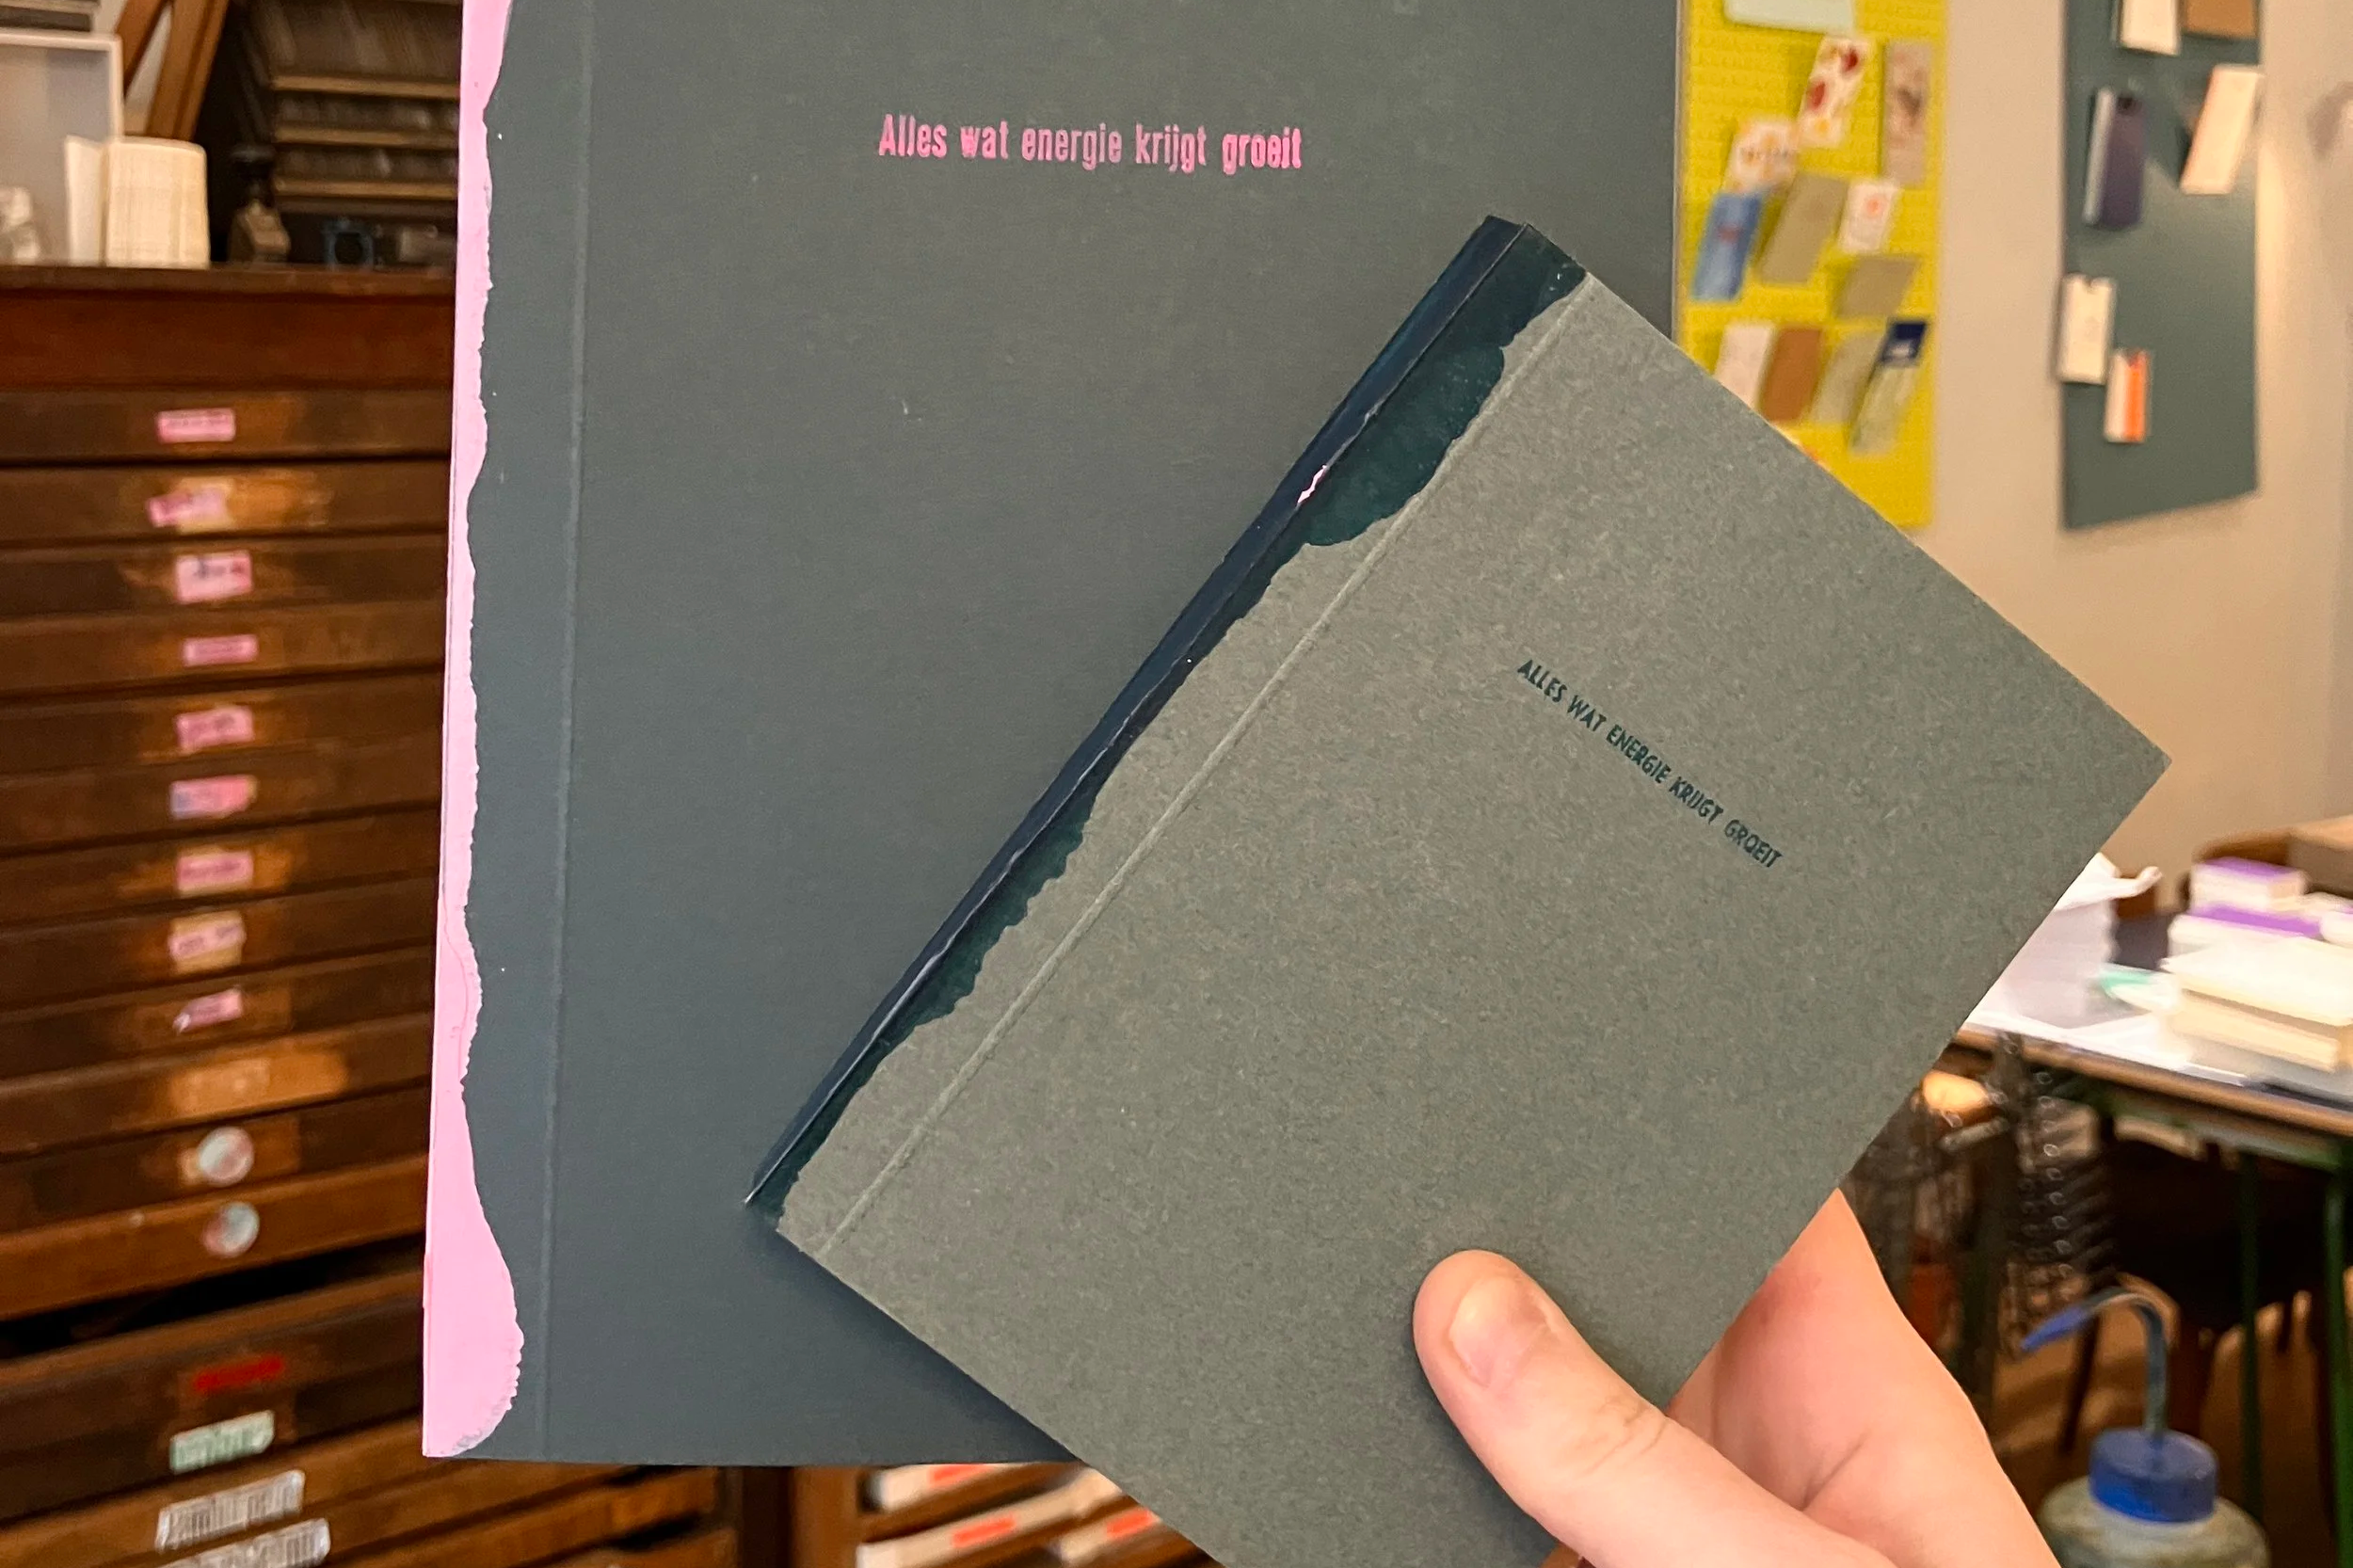 Alles wat energie krijgt groeit
ALLES WAT ENERGIE KRIJGT GROEIT